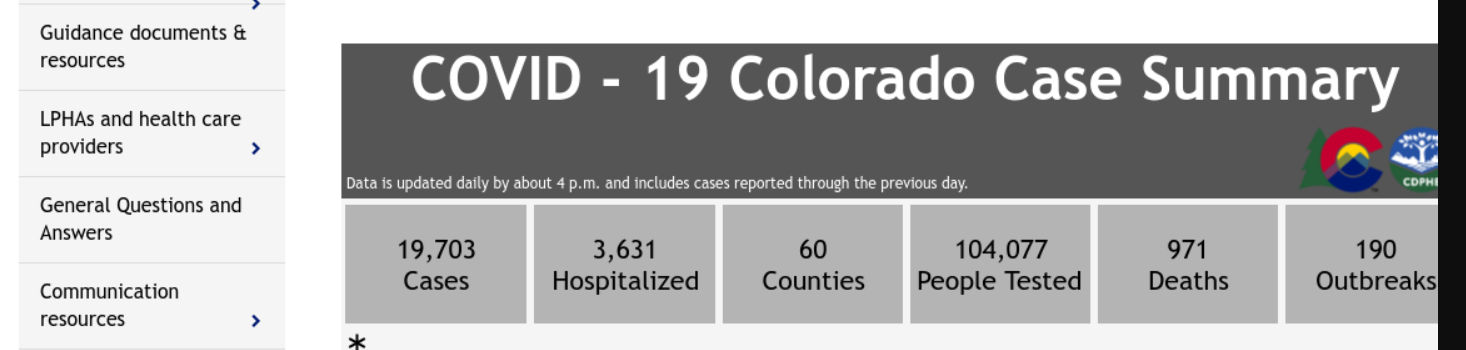 Guidance documents &
resources
LPHAs and health care
providers
General Questions and
Answers
Communication
resources
COVID - 19 Colorado Case Summary
CDPHE
Data is updated daily by about 4 p.m. and includes cases reported through the previous day.
19,703
Cases
3,631
Hospitalized
60
Counties
104,077
People Tested
971
Deaths
190
Outbreaks
*